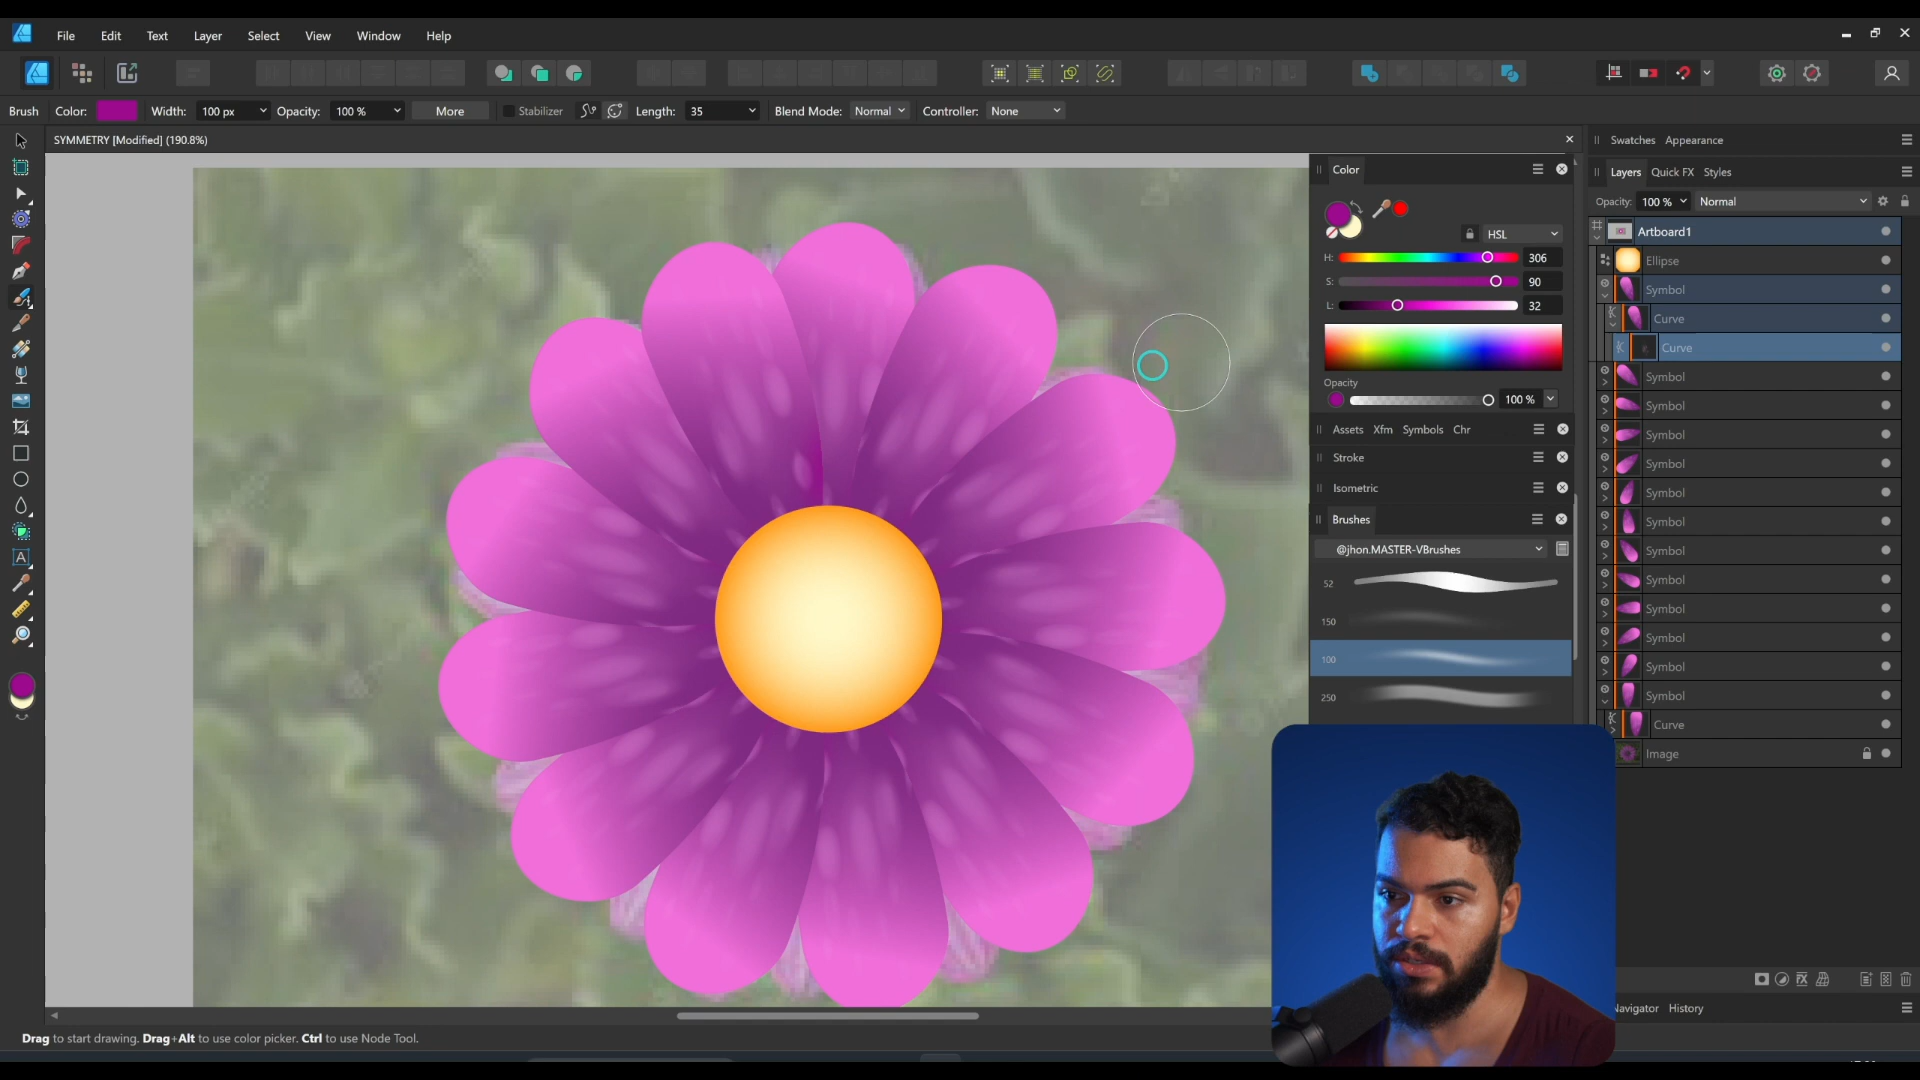 File Edit Text Layer Select View Window Help
Brush Color: Width: 100 px Opacity: 100 % More Stabilizer Length: 35 Blend Mode: Normal Controller: None
SYMMETRY [Modified] (190.8%)
Color
HSL
H: 306
S: 90
L: 32
Opacity
100 %
Assets Xfm Symbols Chr
Stroke
Isometric
Brushes
@jhon.MASTER-VBrushes
52
150
100
250
Swatches Appearance
Layers Quick FX Styles
Opacity: 100 % Normal
Artboard1
Ellipse
Symbol
Curve
Curve
Symbol
Symbol
Symbol
Symbol
Symbol
Symbol
Symbol
Symbol
Symbol
Symbol
Symbol
Symbol
Curve
Image
Navigator History
Drag to start drawing. Drag+Alt to use color picker. Ctrl to use Node Tool.